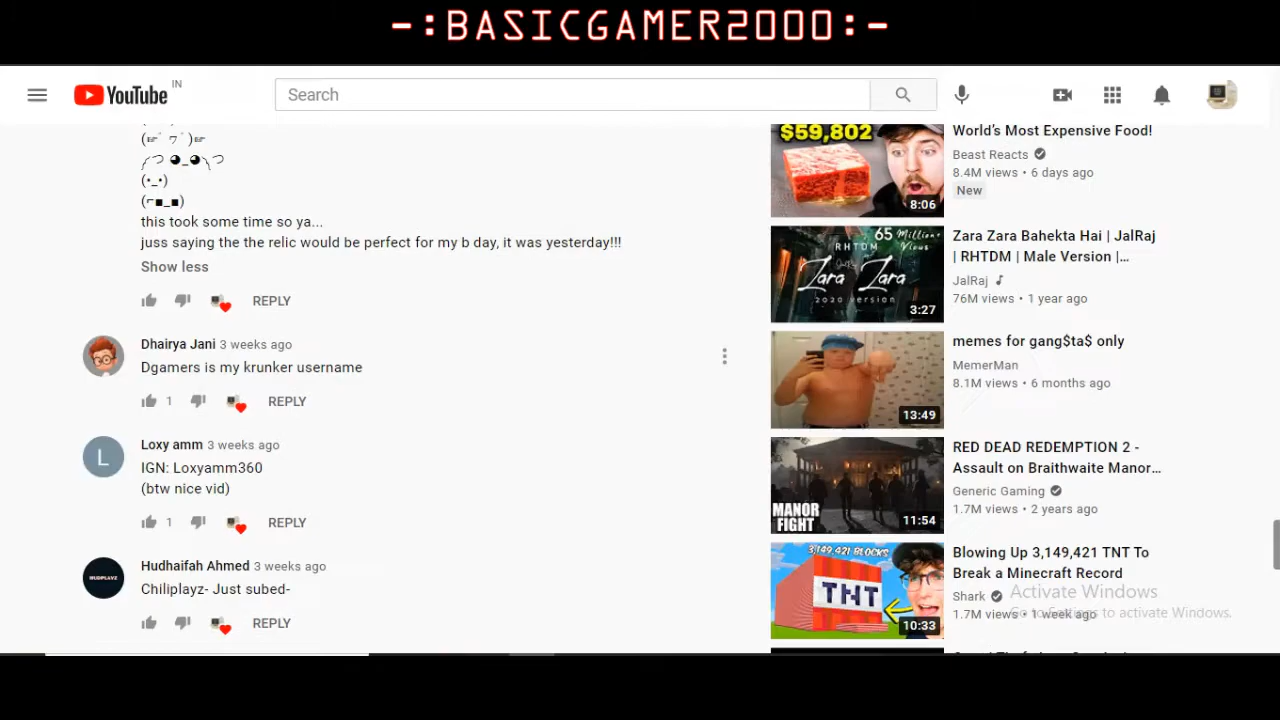 -:BASICGAMER2000:-
YouTube IN
Search
(☞ﾟヮﾟ)☞
╭つ ◕_◕╮つ
(•_•)
(⌐■_■)
this took some time so ya...
juss saying the the relic would be perfect for my b day, it was yesterday!!!
Show less
REPLY
Dhairya Jani 3 weeks ago
Dgamers is my krunker username
1 REPLY
L
Loxy amm 3 weeks ago
IGN: Loxyamm360
(btw nice vid)
1 REPLY
HUDIPLAYZ
Hudhaifah Ahmed 3 weeks ago
Chiliplayz- Just subed-
REPLY
$59,802
8:06
World's Most Expensive Food!
Beast Reacts
8.4M views • 6 days ago
New
65 Million+
Views
RHTDM
Zara Zara
2020 version
3:27
Zara Zara Bahekta Hai | JalRaj
| RHTDM | Male Version |...
JalRaj
76M views • 1 year ago
13:49
memes for gang$ta$ only
MemerMan
8.1M views • 6 months ago
MANOR
FIGHT
11:54
RED DEAD REDEMPTION 2 -
Assault on Braithwaite Manor...
Generic Gaming
1.7M views • 2 years ago
3,149,421 BLOCKS
TNT
10:33
Blowing Up 3,149,421 TNT To
Break a Minecraft Record
Shark
1.7M views • 1 week ago
Activate Windows
Go to Settings to activate Windows.